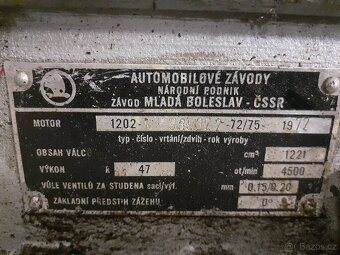 AUTOMOBILOVÉ ZÁVODY
NÁRODNÍ PODNIK
ZÁVOD MLADÁ BOLESLAV - ČSSR
MOTOR 1202- -72/75- 197
typ - číslo - vrtání/zdvih - rok výroby
OBSAH VÁLCŮ cm³ 1221
VÝKON k 47 ot/min 4500
VŮLE VENTILŮ ZA STUDENA sací/výf. mm 0.15/0.20
ZÁKLADNÍ PŘEDSTIH ZÁŽEHU 0°